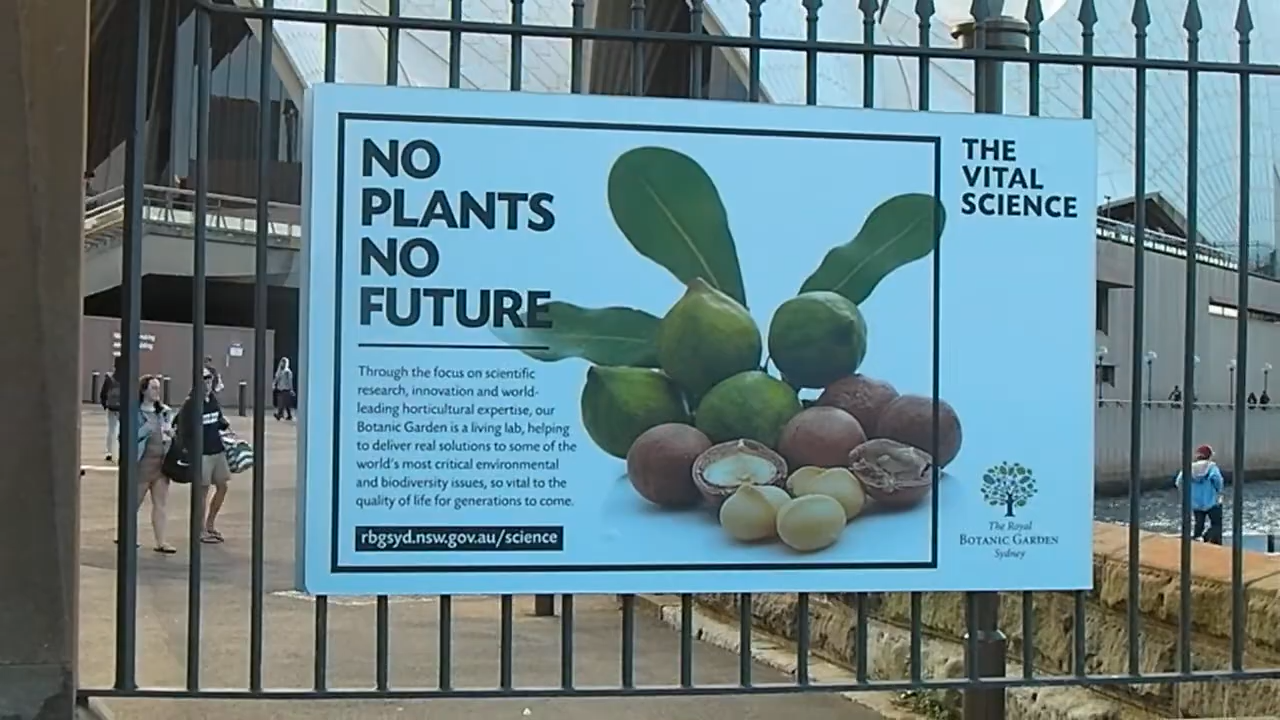 NO
PLANTS
NO
FUTURE
Through the focus on scientific
research, innovation and world-
leading horticultural expertise, our
Botanic Garden is a living lab, helping
to deliver real solutions to some of the
world's most critical environmental
and biodiversity issues, so vital to the
quality of life for generations to come.
rbgsyd.nsw.gov.au/science
THE
VITAL
SCIENCE
The Royal
BOTANIC GARDEN
Sydney